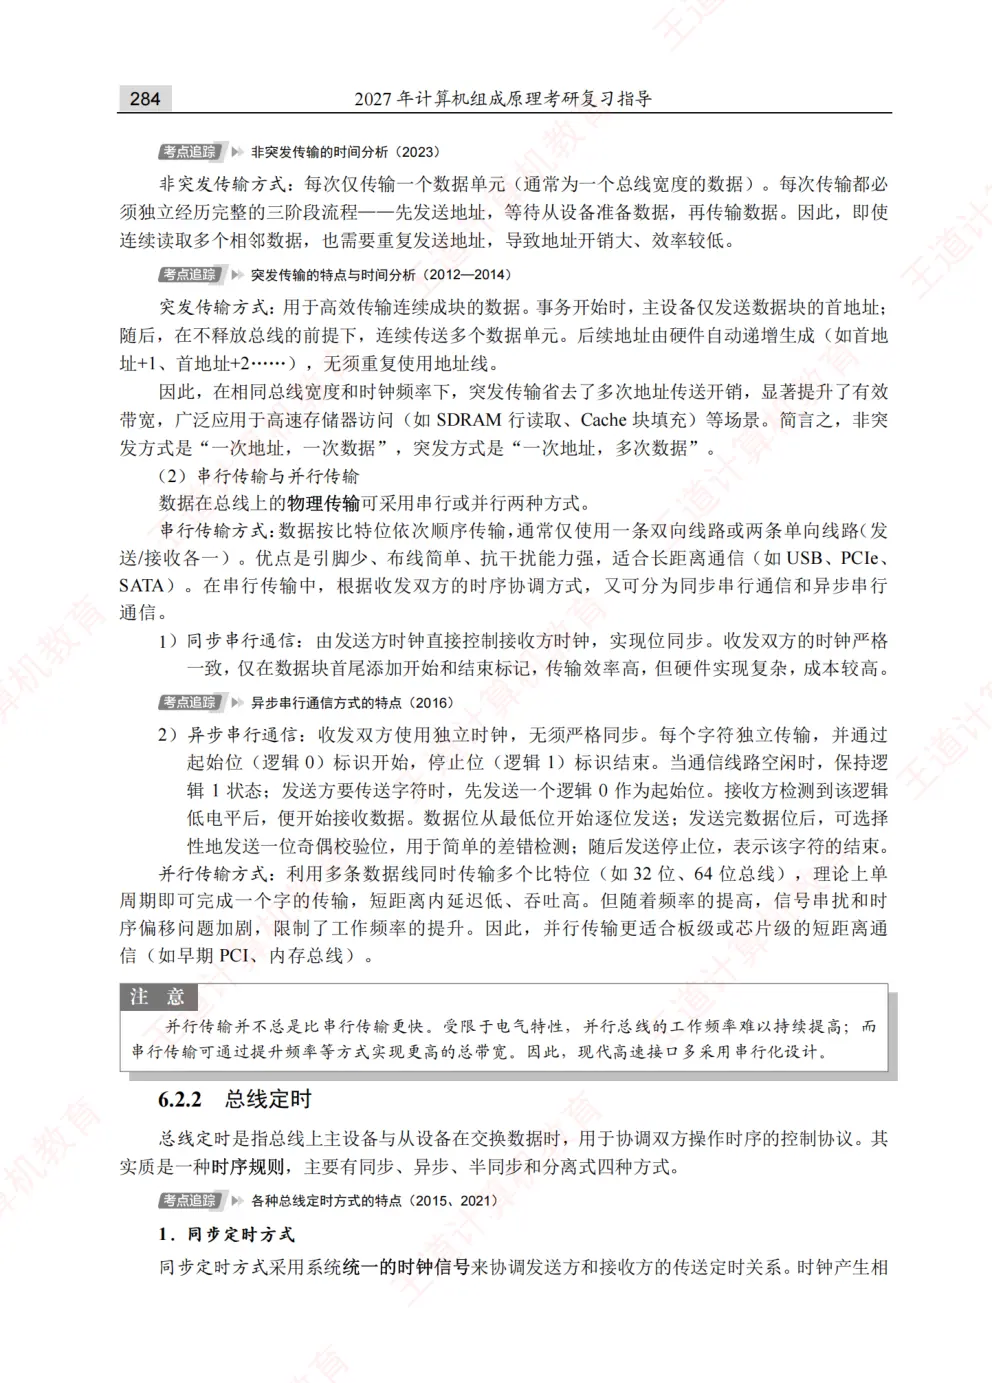 284
2027 年计算机组成原理考研复习指导
考点追踪 非突发传输的时间分析（2023）
非突发传输方式：每次仅传输一个数据单元（通常为一个总线宽度的数据）。每次传输都必
须独立经历完整的三阶段流程——先发送地址，等待从设备准备数据，再传输数据。因此，即使
连续读取多个相邻数据，也需要重复发送地址，导致地址开销大、效率较低。
考点追踪 突发传输的特点与时间分析（2012—2014）
突发传输方式：用于高效传输连续成块的数据。事务开始时，主设备仅发送数据块的首地址；
随后，在不释放总线的前提下，连续传送多个数据单元。后续地址由硬件自动递增生成（如首地
址+1、首地址+2……），无须重复使用地址线。
因此，在相同总线宽度和时钟频率下，突发传输省去了多次地址传送开销，显著提升了有效
带宽，广泛应用于高速存储器访问（如 SDRAM 行读取、Cache 块填充）等场景。简言之，非突
发方式是“一次地址，一次数据”，突发方式是“一次地址，多次数据”。
（2）串行传输与并行传输
数据在总线上的物理传输可采用串行或并行两种方式。
串行传输方式：数据按比特位依次顺序传输，通常仅使用一条双向线路或两条单向线路（发
送/接收各一）。优点是引脚少、布线简单、抗干扰能力强，适合长距离通信（如 USB、PCIe、
SATA）。在串行传输中，根据收发双方的时序协调方式，又可分为同步串行通信和异步串行
通信。
1）同步串行通信：由发送方时钟直接控制接收方时钟，实现位同步。收发双方的时钟严格
一致，仅在数据块首尾添加开始和结束标记，传输效率高，但硬件实现复杂，成本较高。
考点追踪 异步串行通信方式的特点（2016）
2）异步串行通信：收发双方使用独立时钟，无须严格同步。每个字符独立传输，并通过
起始位（逻辑 0）标识开始，停止位（逻辑 1）标识结束。当通信线路空闲时，保持逻
辑 1 状态；发送方要传送字符时，先发送一个逻辑 0 作为起始位。接收方检测到该逻辑
低电平后，便开始接收数据。数据位从最低位开始逐位发送；发送完数据位后，可选择
性地发送一位奇偶校验位，用于简单的差错检测；随后发送停止位，表示该字符的结束。
并行传输方式：利用多条数据线同时传输多个比特位（如 32 位、64 位总线），理论上单
周期即可完成一个字的传输，短距离内延迟低、吞吐高。但随着频率的提高，信号串扰和时
序偏移问题加剧，限制了工作频率的提升。因此，并行传输更适合板级或芯片级的短距离通
信（如早期 PCI、内存总线）。
注 意
并行传输并不总是比串行传输更快。受限于电气特性，并行总线的工作频率难以持续提高；而
串行传输可通过提升频率等方式实现更高的总带宽。因此，现代高速接口多采用串行化设计。
6.2.2 总线定时
总线定时是指总线上主设备与从设备在交换数据时，用于协调双方操作时序的控制协议。其
实质是一种时序规则，主要有同步、异步、半同步和分离式四种方式。
考点追踪 各种总线定时方式的特点（2015、2021）
1．同步定时方式
同步定时方式采用系统统一的时钟信号来协调发送方和接收方的传送定时关系。时钟产生相